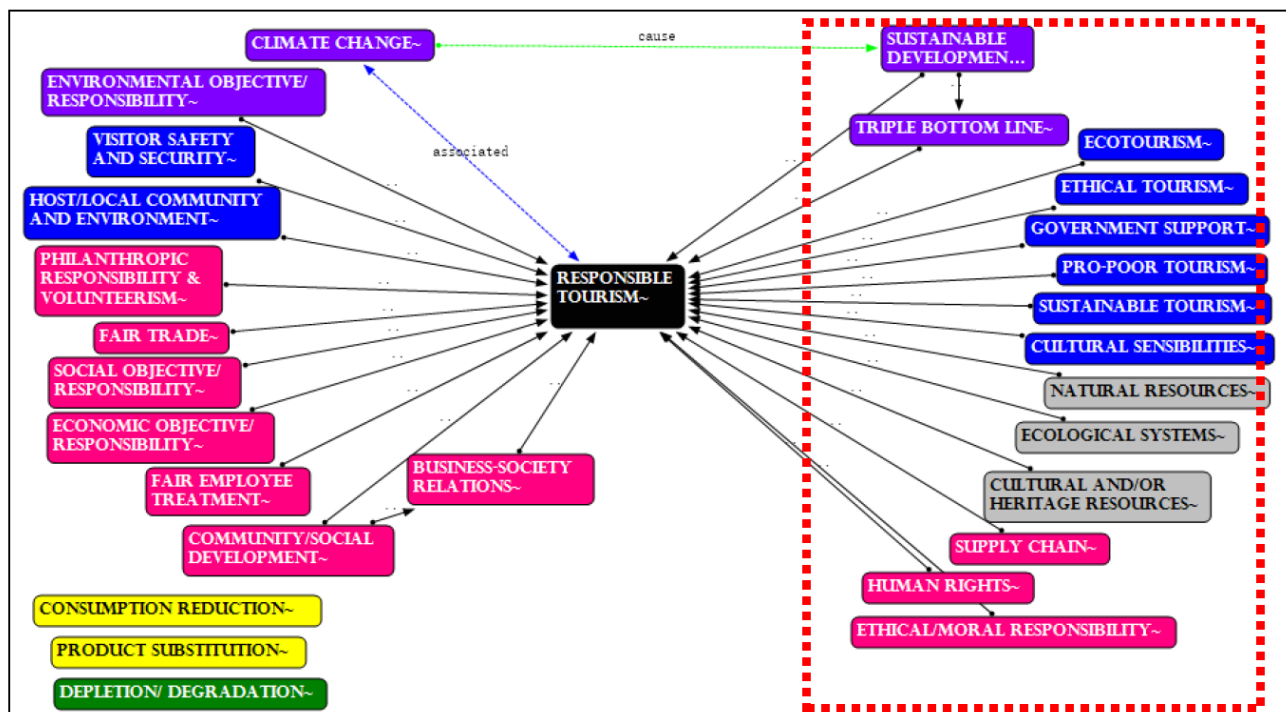 CLIMATE CHANGE~
cause
SUSTAINABLE
DEVELOPMEN...
ENVIRONMENTAL OBJECTIVE/
RESPONSIBILITY~
VISITOR SAFETY
AND SECURITY~
associated
TRIPLE BOTTOM LINE~
ECOTOURISM~
HOST/LOCAL COMMUNITY
AND ENVIRONMENT~
ETHICAL TOURISM~
GOVERNMENT SUPPORT~
PHILANTHROPIC
RESPONSIBILITY &
VOLUNTEERISM~
RESPONSIBLE
TOURISM~
PRO-POOR TOURISM~
SUSTAINABLE TOURISM~
FAIR TRADE~
CULTURAL SENSIBILITIES~
SOCIAL OBJECTIVE/
RESPONSIBILITY~
NATURAL RESOURCES~
ECONOMIC OBJECTIVE/
RESPONSIBILITY~
ECOLOGICAL SYSTEMS~
FAIR EMPLOYEE
TREATMENT~
BUSINESS-SOCIETY
RELATIONS~
CULTURAL AND/OR
HERITAGE RESOURCES~
COMMUNITY/SOCIAL
DEVELOPMENT~
SUPPLY CHAIN~
HUMAN RIGHTS~
CONSUMPTION REDUCTION~
ETHICAL/MORAL RESPONSIBILITY~
PRODUCT SUBSTITUTION~
DEPLETION/ DEGRADATION~